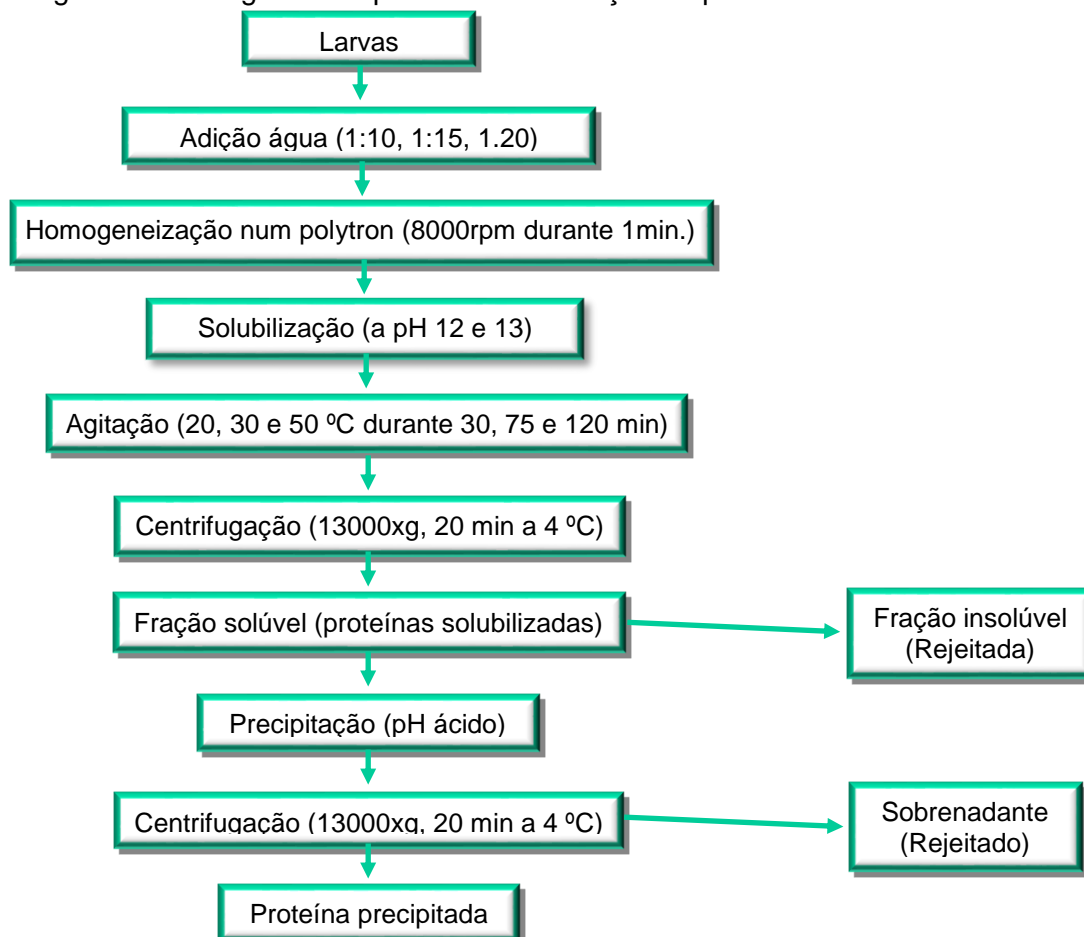 Larvas
Adição água (1:10, 1:15, 1.20)
Homogeneização num polytron (8000rpm durante 1min.)
Solubilização (a pH 12 e 13)
Agitação (20, 30 e 50 ºC durante 30, 75 e 120 min)
Centrifugação (13000xg, 20 min a 4 ºC)
Fração solúvel (proteínas solubilizadas)
Fração insolúvel
(Rejeitada)
Precipitação (pH ácido)
Centrifugação (13000xg, 20 min a 4 ºC)
Sobrenadante
(Rejeitado)
Proteína precipitada